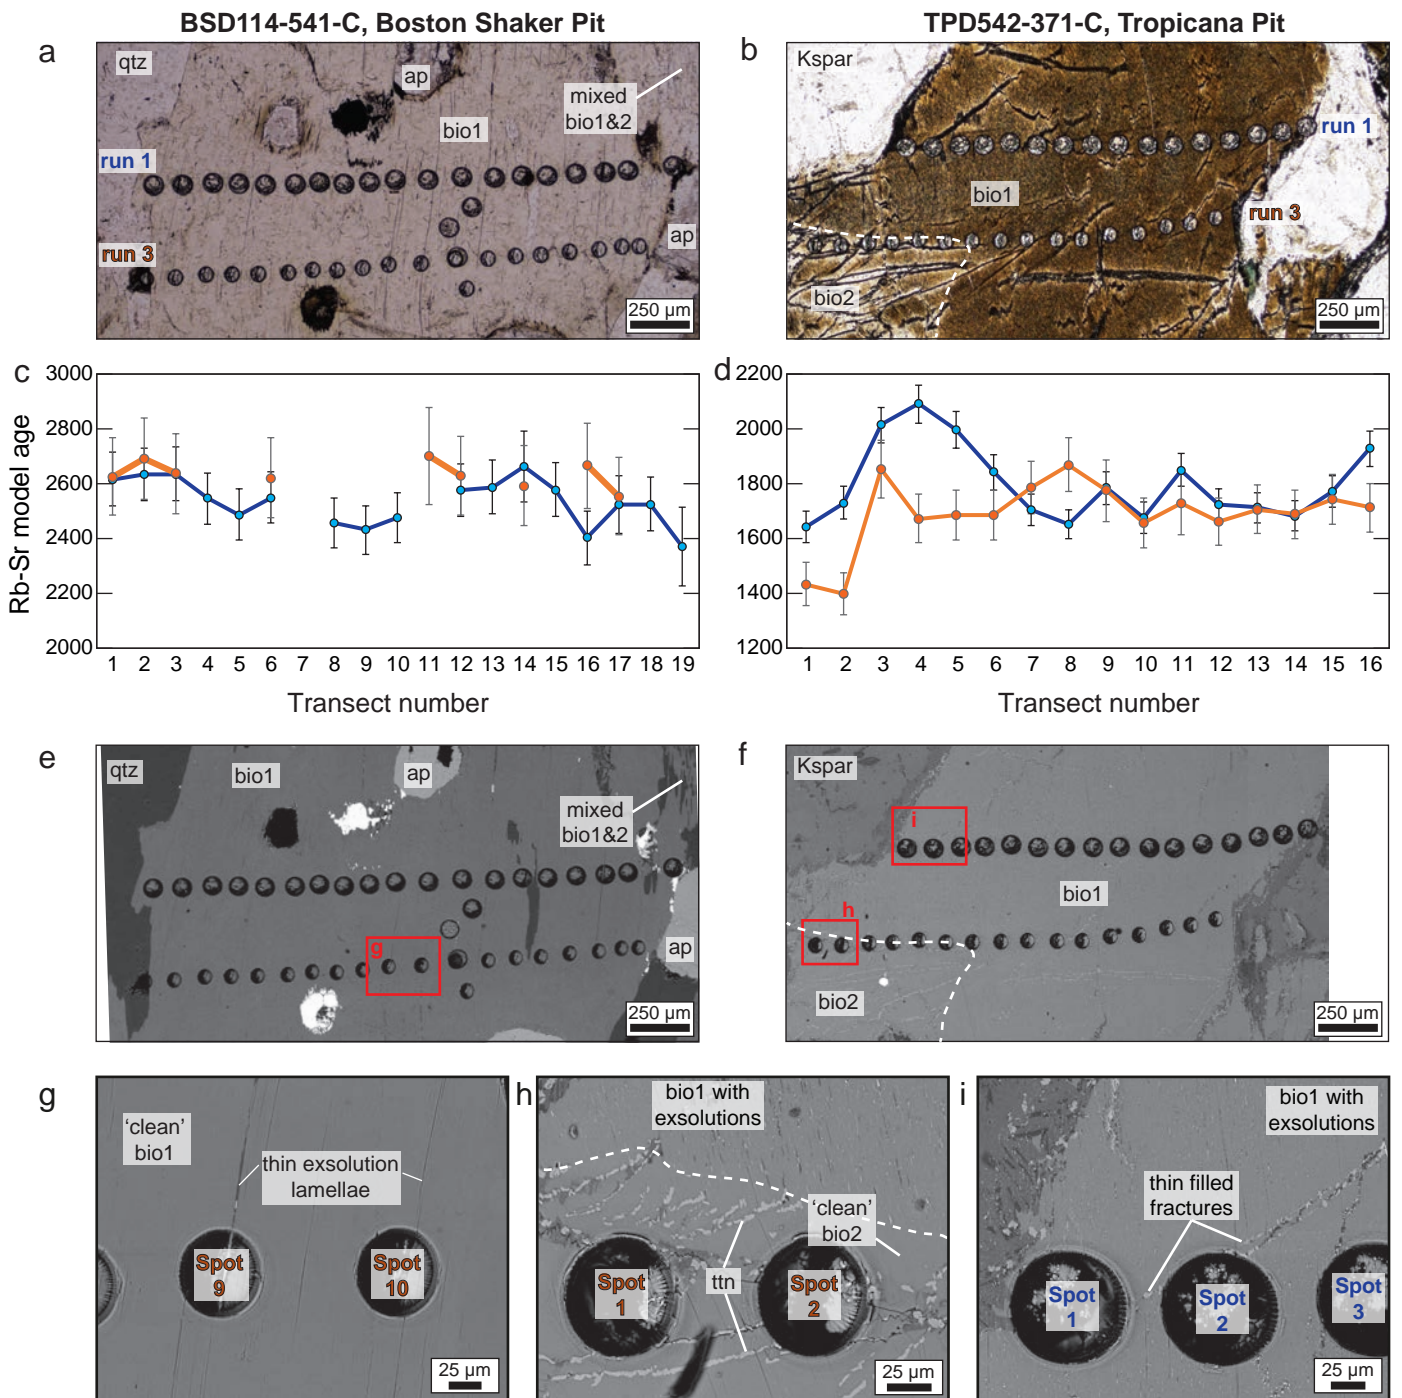 BSD114-541-C, Boston Shaker Pit
TPD542-371-C, Tropicana Pit
a
qtz
ap
mixed
bio1&2
bio1
run 1
run 3
ap
250 µm
b
Kspar
run 1
bio1
run 3
bio2
250 µm
c
3000
2800
2600
2400
2200
2000
Rb-Sr model age
1 2 3 4 5 6 7 8 9 10 11 12 13 14 15 16 17 18 19
Transect number
d
2200
2000
1800
1600
1400
1200
1 2 3 4 5 6 7 8 9 10 11 12 13 14 15 16
Transect number
e
qtz
bio1
ap
mixed
bio1&2
g
ap
250 µm
f
Kspar
i
bio1
h
bio2
250 µm
g
'clean'
bio1
thin exsolution
lamellae
Spot
9
Spot
10
25 µm
h
bio1 with
exsolutions
'clean'
bio2
ttn
Spot
1
Spot
2
25 µm
i
bio1 with
exsolutions
thin filled
fractures
Spot
1
Spot
2
Spot
3
25 µm